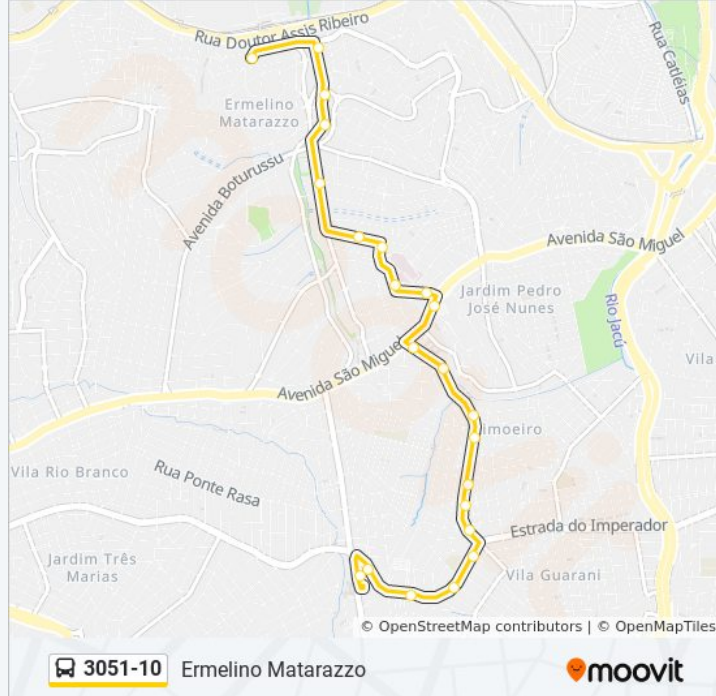 Rua Doutor Assis Ribeiro
Rua Catléias
Ermelino
Matarazzo
Avenida Boturussu
Avenida São Miguel
Jardim Pedro
José Nunes
Rio Jacú
Vila
Avenida São Miguel
imoeiro
Vila Rio Branco
Rua Ponte Rasa
Estrada do Imperador
Jardim Três
Marias
Vila Guarani
© OpenStreetMap contributors | © OpenMapTiles
3051-10 Ermelino Matarazzo
moovit